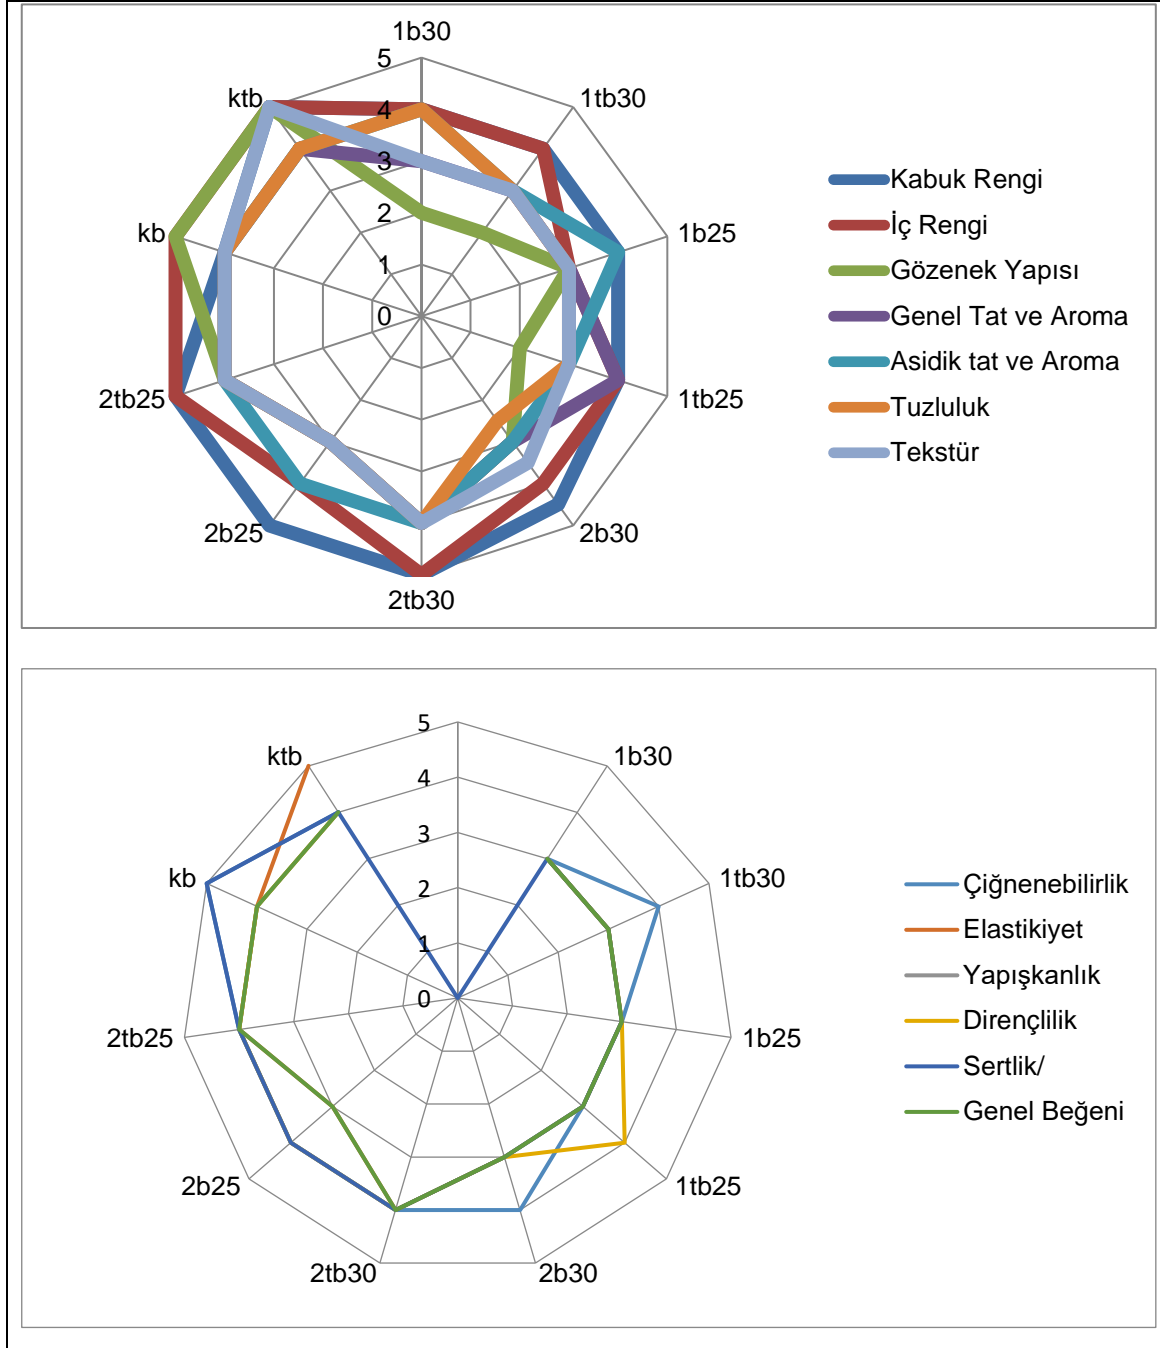 1b30
5
1tb30
ktb
4
3
Kabuk Rengi
İç Rengi
2
kb
1b25
1
Gözenek Yapısı
0
Genel Tat ve Aroma
Asidik tat ve Aroma
2tb25
1tb25
Tuzluluk
Tekstür
2b25
2b30
2tb30
5
ktb
1b30
4
3
kb
1tb30
2
Çiğnenebilirlik
Elastikiyet
1
Yapışkanlık
0
Dirençlilik
2tb25
1b25
Sertlik/
Genel Beğeni
2b25
1tb25
2tb30
2b30